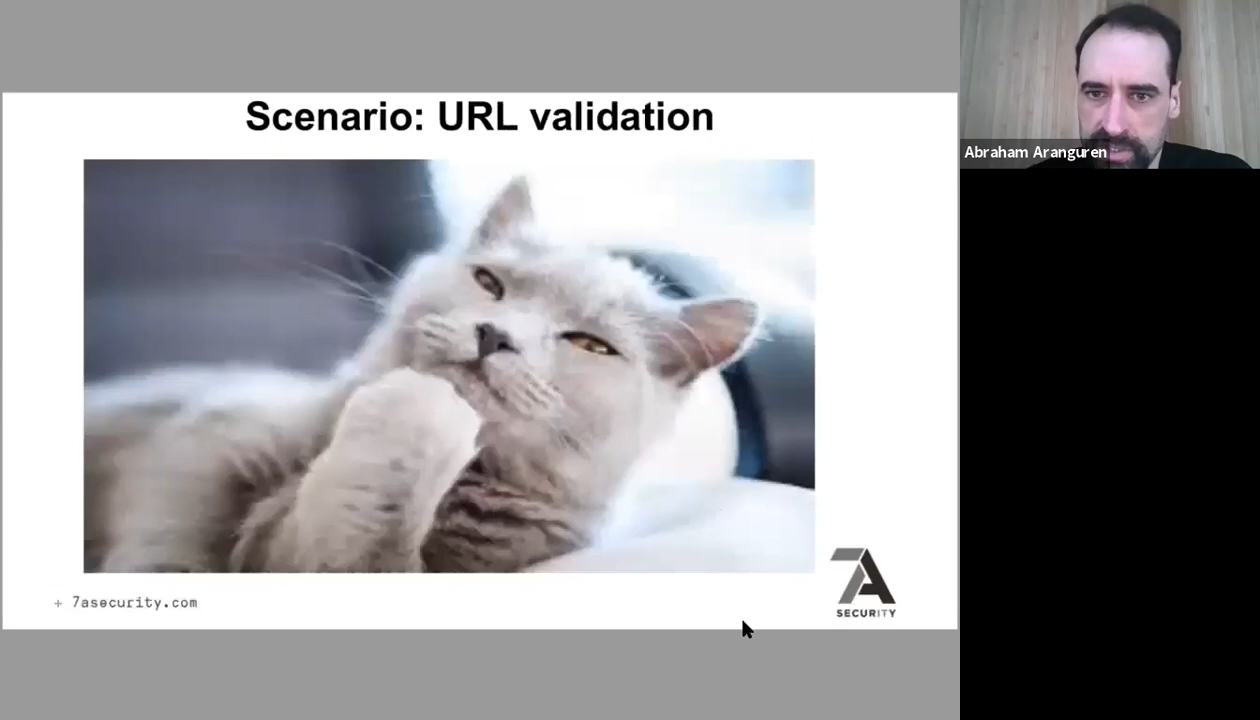 Scenario: URL validation
Abraham Aranguren
+ 7asecurity.com
7A
SECURITY